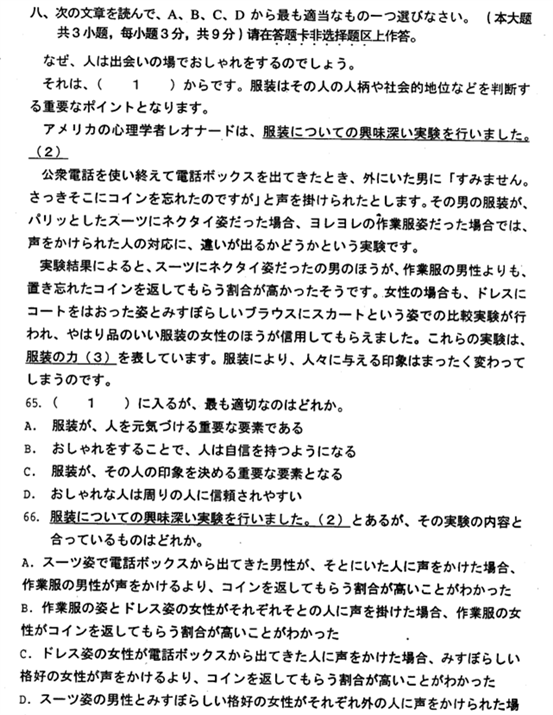 八、次の文章を読んで、A、B、C、D から最も適当なもの一つ選びなさい。（本大题
共３小题，每小题３分，共９分）请在答题卡非选择题区上作答。
なぜ、人は出会いの場でおしゃれをするのでしょう。
それは、（　1　）からです。服装はその人の人柄や社会的地位などを判断す
る重要なポイントとなります。
アメリカの心理学者レオナードは、服装についての興味深い実験を行いました。
（2）
公衆電話を使い終えて電話ボックスを出てきたとき、外にいた男に「すみません。
さっきそこにコインを忘れたのですが」と声を掛けられたとします。その男の服装が、
パリッとしたスーツにネクタイ姿だった場合、ヨレヨレの作業服姿だった場合では、
声をかけられた人の対応に、違いが出るかどうかという実験です。
実験結果によると、スーツにネクタイ姿だったの男のほうが、作業服の男性よりも、
置き忘れたコインを返してもらう割合が高かったそうです。女性の場合も、ドレスに
コートをはおった姿とみすぼらしいブラウスにスカートという姿での比較実験が行
われ、やはり品のいい服装の女性のほうが信用してもらえました。これらの実験は、
服装の力（3）を表しています。服装により、人々に与える印象はまったく変わって
しまうのです。
65.（　1　）に入るが、最も適切なのはどれか。
A. 服装が、人を元気づける重要な要素である
B. おしゃれをすることで、人は自信を持つようになる
C. 服装が、その人の印象を決める重要な要素となる
D. おしゃれな人は周りの人に信頼されやすい
66. 服装についての興味深い実験を行いました。（2）とあるが、その実験の内容と
合っているものはどれか。
A. スーツ姿で電話ボックスから出てきた男性が、そとにいた人に声をかけた場合、
作業服の男性が声をかけるより、コインを返してもらう割合が高いことがわかった
B. 作業服の姿とドレス姿の女性がそれぞれそとの人に声を掛けた場合、作業服の女
性がコインを返してもらう割合が高いことがわかった
C. ドレス姿の女性が電話ボックスから出てきた人に声をかけた場合、みすぼらしい
格好の女性が声をかけるより、コインを返してもらう割合が高いことがわかった
D. スーツ姿の男性とみすぼらしい格好の女性がそれぞれ外の人に声をかけられた場